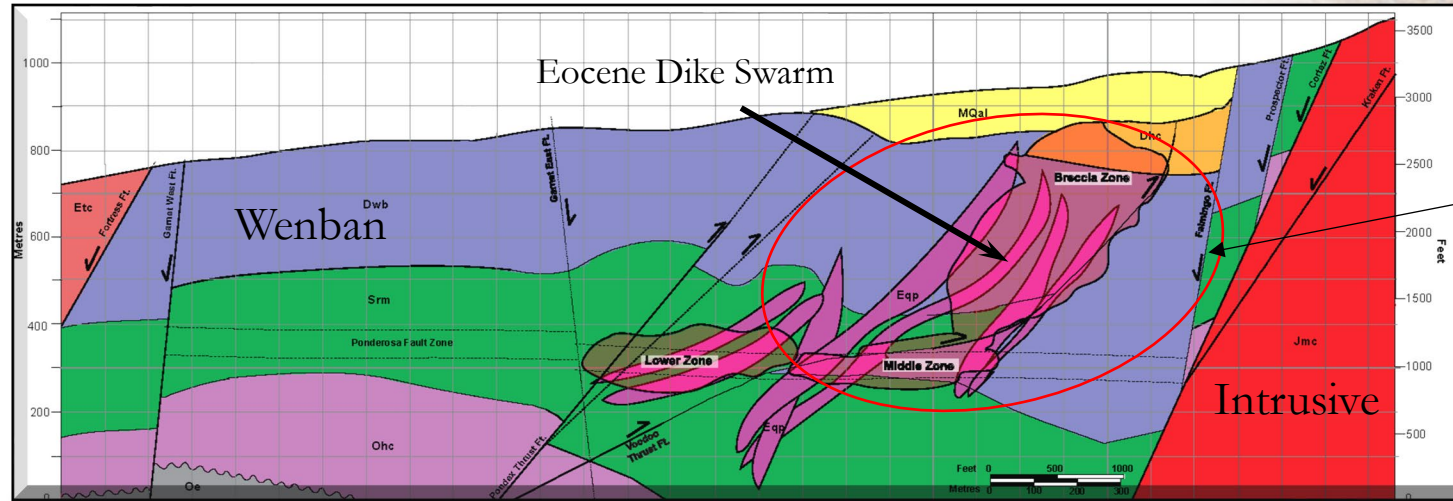 Eocene Dike Swarm
Wenban
Intrusive
Metres
1000
800
600
400
200
0
Feet
3500
3000
2500
2000
1500
1000
500
0
Etc
Fortress Ft.
Garnet West Ft.
Dwb
Garnet East Ft.
MQal
Dhc
Breccia Zone
Prospector Ft.
Cortez Ft.
Krakan Ft.
Flamingo F
Srm
Ponderosa Fault Zone
Lower Zone
Eqp
Middle Zone
Jmc
Ohc
Oe
Pondex Thrust Ft.
Voodoo
Thrust Ft.
Eqp
Feet 0 500 1000
Metres 0 100 200 300